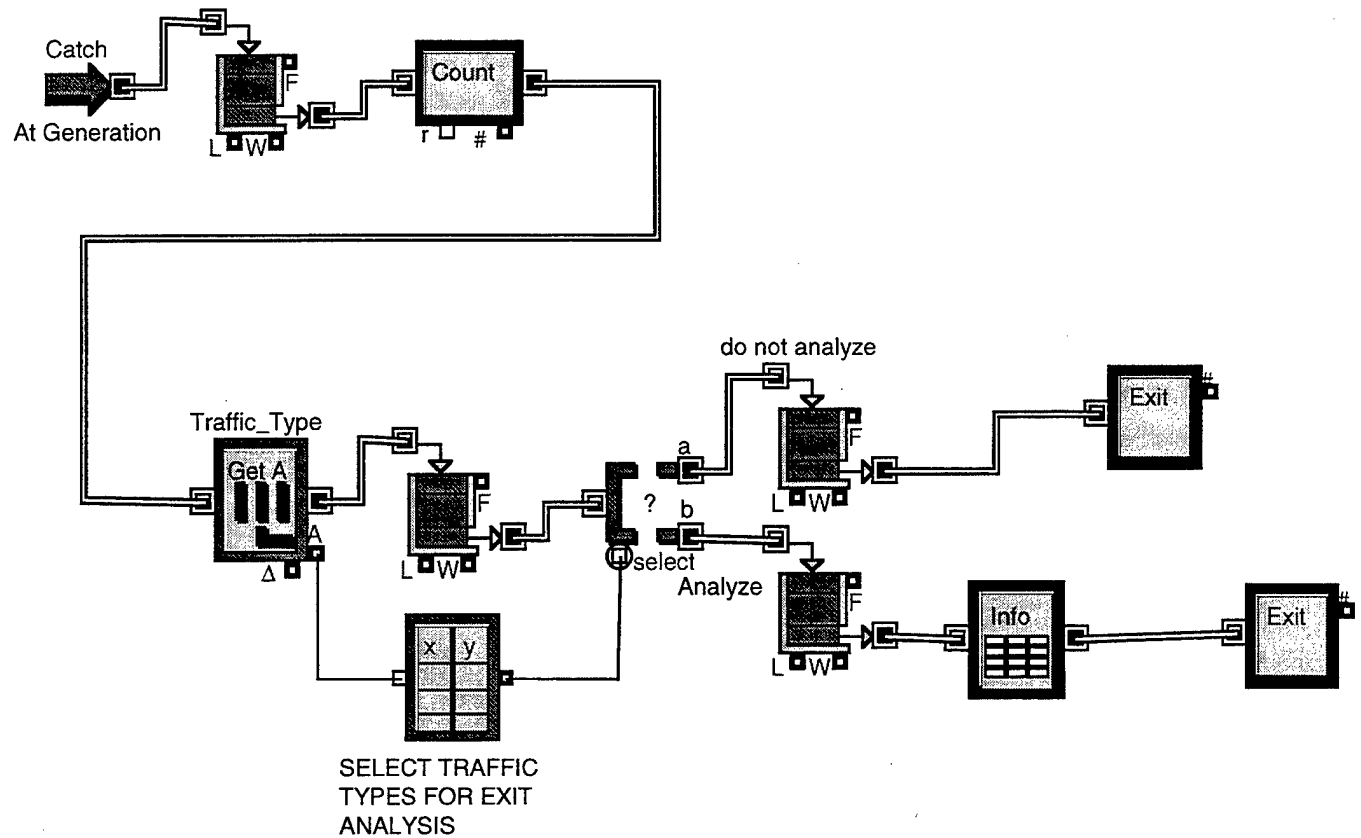 Catch
At Generation
F
L W
Count
r #
Traffic_Type
Get A
A
Δ
F
L W
?
a
b
select
x y
SELECT TRAFFIC
TYPES FOR EXIT
ANALYSIS
do not analyze
F
L W
Exit
#
Analyze
F
L W
Info
Exit
#